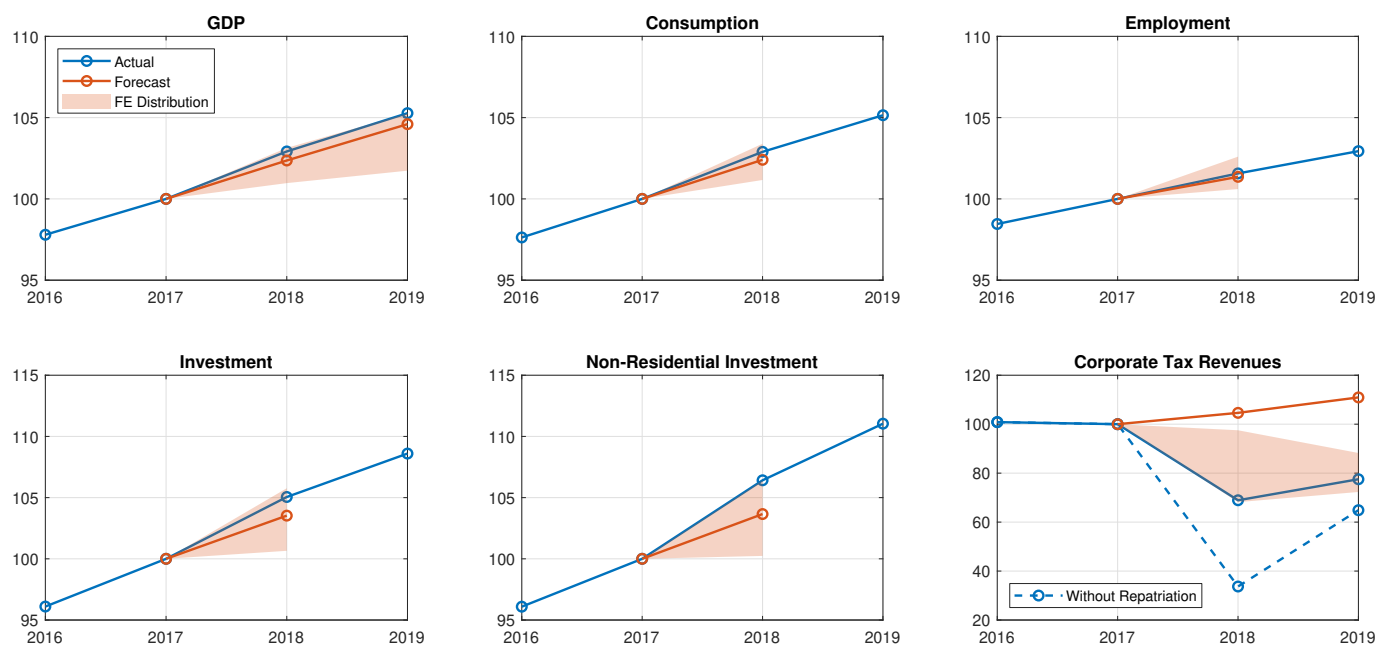 GDP
110
105
100
95
2016 2017 2018 2019
Actual
Forecast
FE Distribution
Consumption
110
105
100
95
2016 2017 2018 2019
Employment
110
105
100
95
2016 2017 2018 2019
Investment
115
110
105
100
95
2016 2017 2018 2019
Non-Residential Investment
115
110
105
100
95
2016 2017 2018 2019
Corporate Tax Revenues
120
100
80
60
40
20
2016 2017 2018 2019
Without Repatriation